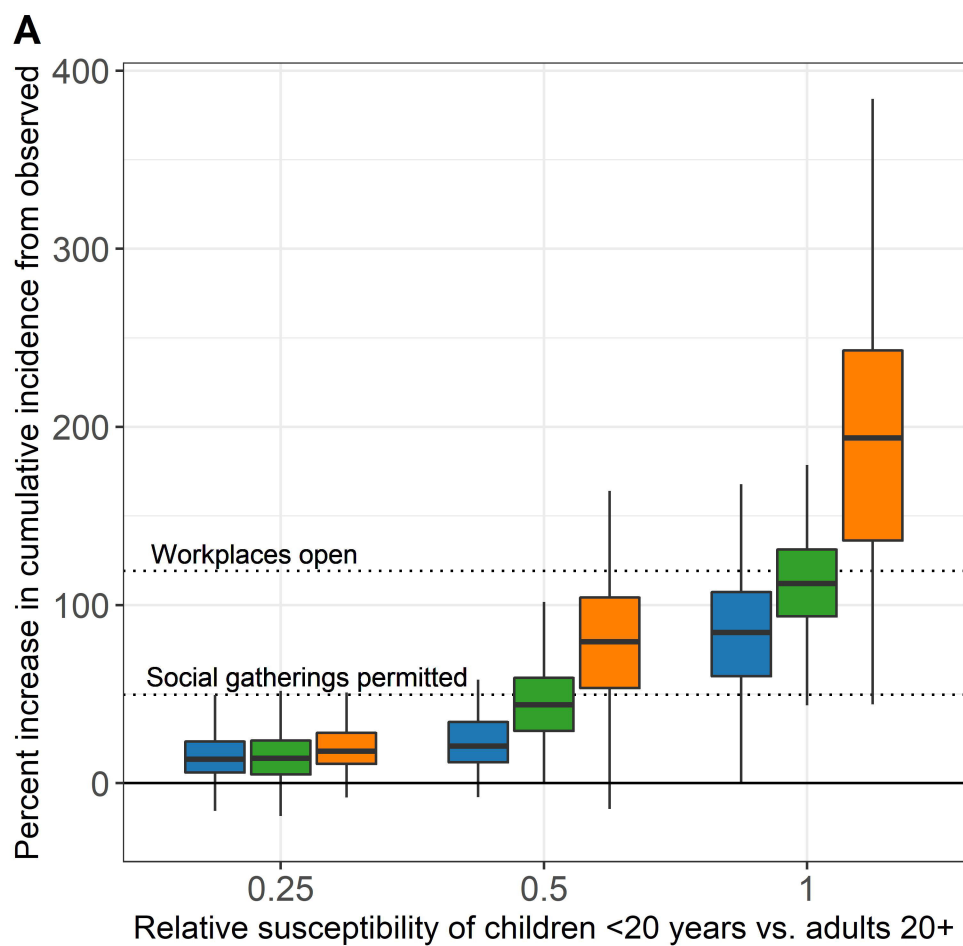 A
Percent increase in cumulative incidence from observed
400
300
200
100
0
Workplaces open
Social gatherings permitted
0.25
0.5
1
Relative susceptibility of children <20 years vs. adults 20+